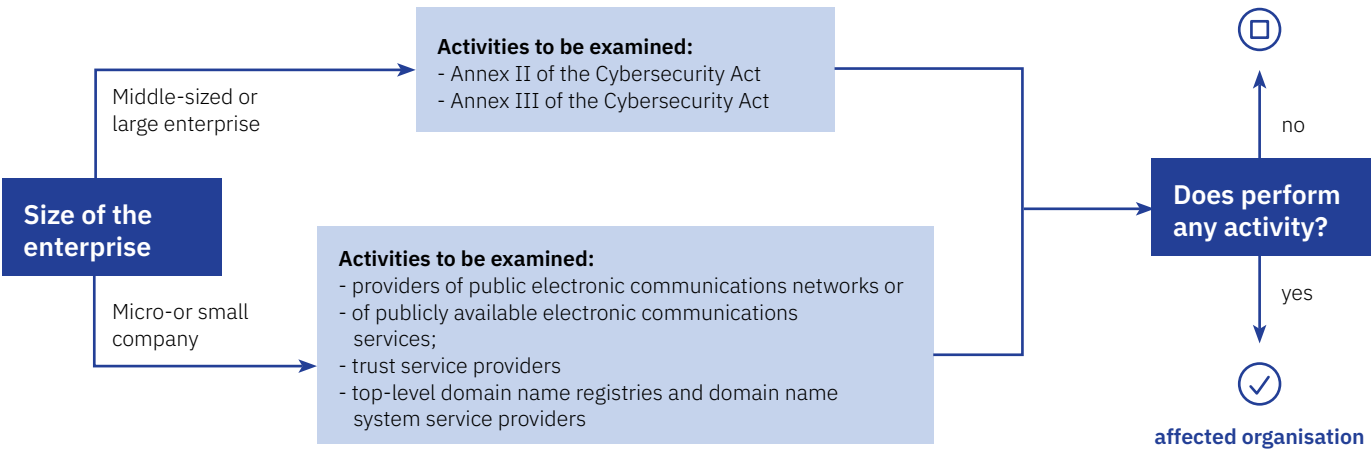 Size of the
enterprise
Middle-sized or
large enterprise
Activities to be examined:
- Annex II of the Cybersecurity Act
- Annex III of the Cybersecurity Act
Micro-or small
company
Activities to be examined:
- providers of public electronic communications networks or
- of publicly available electronic communications
services;
- trust service providers
- top-level domain name registries and domain name
system service providers
Does perform
any activity?
no
yes
affected organisation